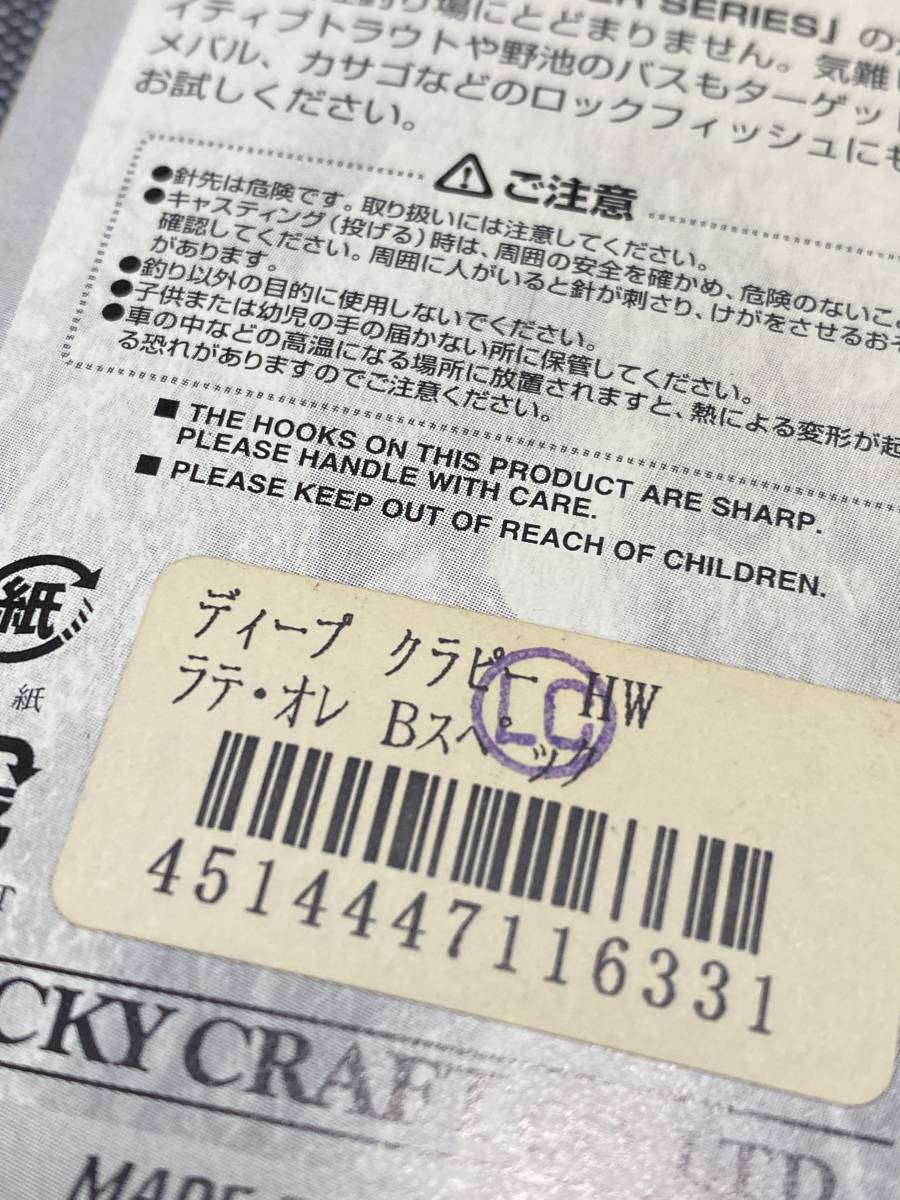 ER SERIES』の
釣り場にとどまりません。気難し
イティブトラウトや野池のバスもターゲット
メバル、カサゴなどのロックフィッシュにも
お試しください。
ご注意
●針先は危険です。取り扱いには注意してください。
●キャスティング(投げる)時は、周囲の安全を確かめ、危険のないこと
確認してください。周囲に人がいると針が刺さり、けがをさせるおそ
があります。
●釣り以外の目的に使用しないでください。
●子供または幼児の手の届かない所に保管してください。
●車の中などの高温になる場所に放置されますと、熱による変形が起
る恐れがありますのでご注意ください。
■ THE HOOKS ON THIS PRODUCT ARE SHARP.
PLEASE HANDLE WITH CARE.
■ PLEASE KEEP OUT OF REACH OF CHILDREN.
紙
紙
ディープ クラピー HW
ラテ・オレ Bスペック
LC
4514447116331
CKY CRAFT
LTD
MADE